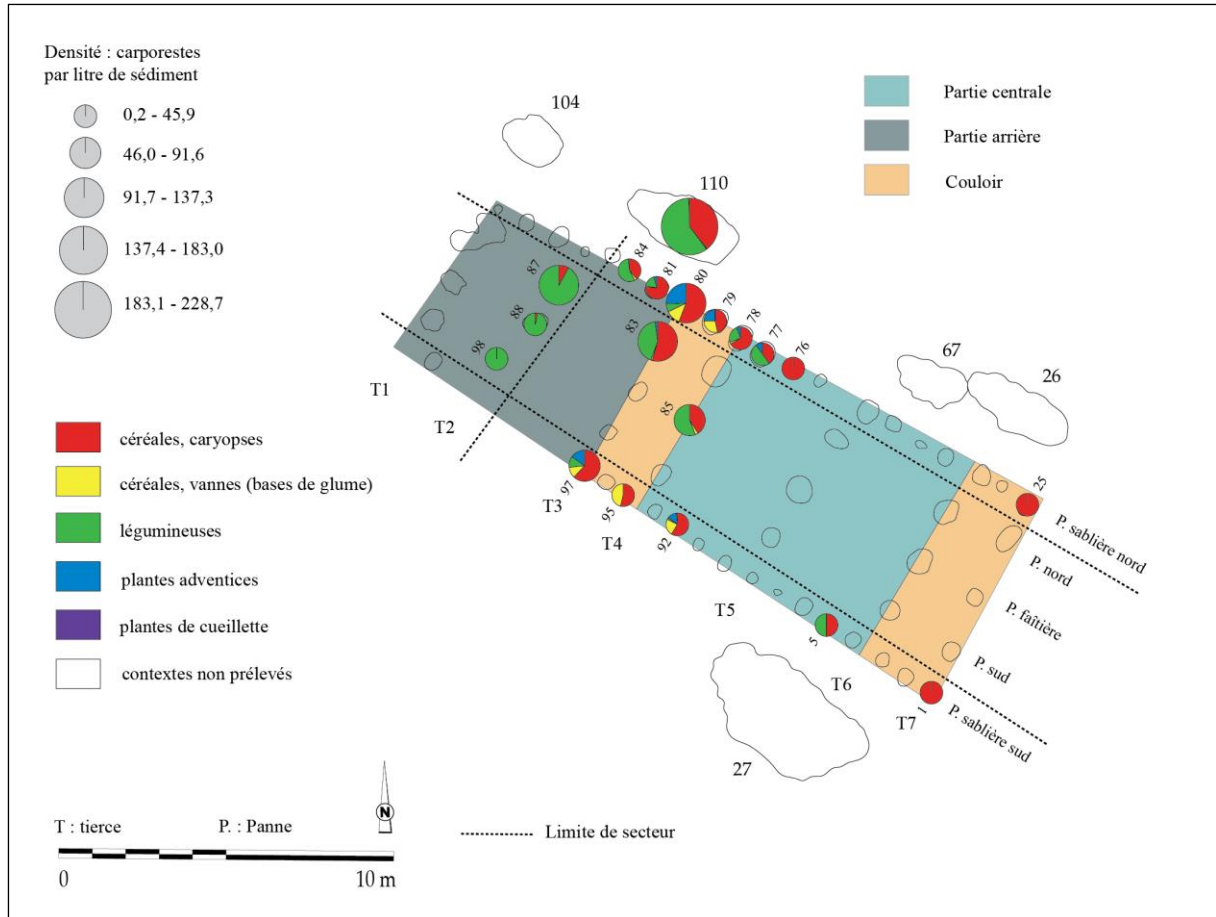 Densité : carporestes
par litre de sédiment
0,2 - 45,9
46,0 - 91,6
91,7 - 137,3
137,4 - 183,0
183,1 - 228,7
Partie centrale
Partie arrière
Couloir
104
110
84
81
80
79
78
77
76
67
26
87
88
98
83
85
T1
T2
T3
T4
T5
T6
T7
97
95
92
5
1
25
27
P. sablière nord
P. nord
P. faîtière
P. sud
P. sablière sud
céréales, caryopses
céréales, vannes (bases de glume)
légumineuses
plantes adventices
plantes de cueillette
contextes non prélevés
T : tierce P. : Panne
N
Limite de secteur
0 10 m